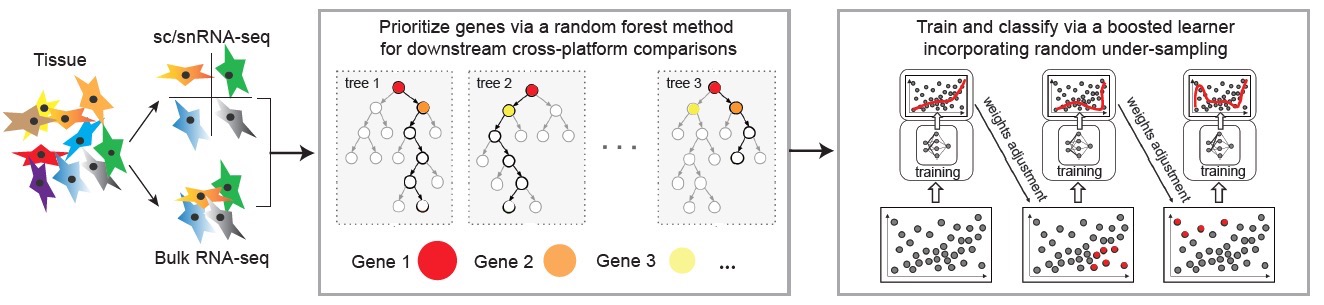 Tissue
sc/snRNA-seq
Bulk RNA-seq
Prioritize genes via a random forest method
for downstream cross-platform comparisons
tree 1
tree 2
tree 3
Gene 1
Gene 2
Gene 3
...
Train and classify via a boosted learner
incorporating random under-sampling
training
weights adjustment
training
weights adjustment
training